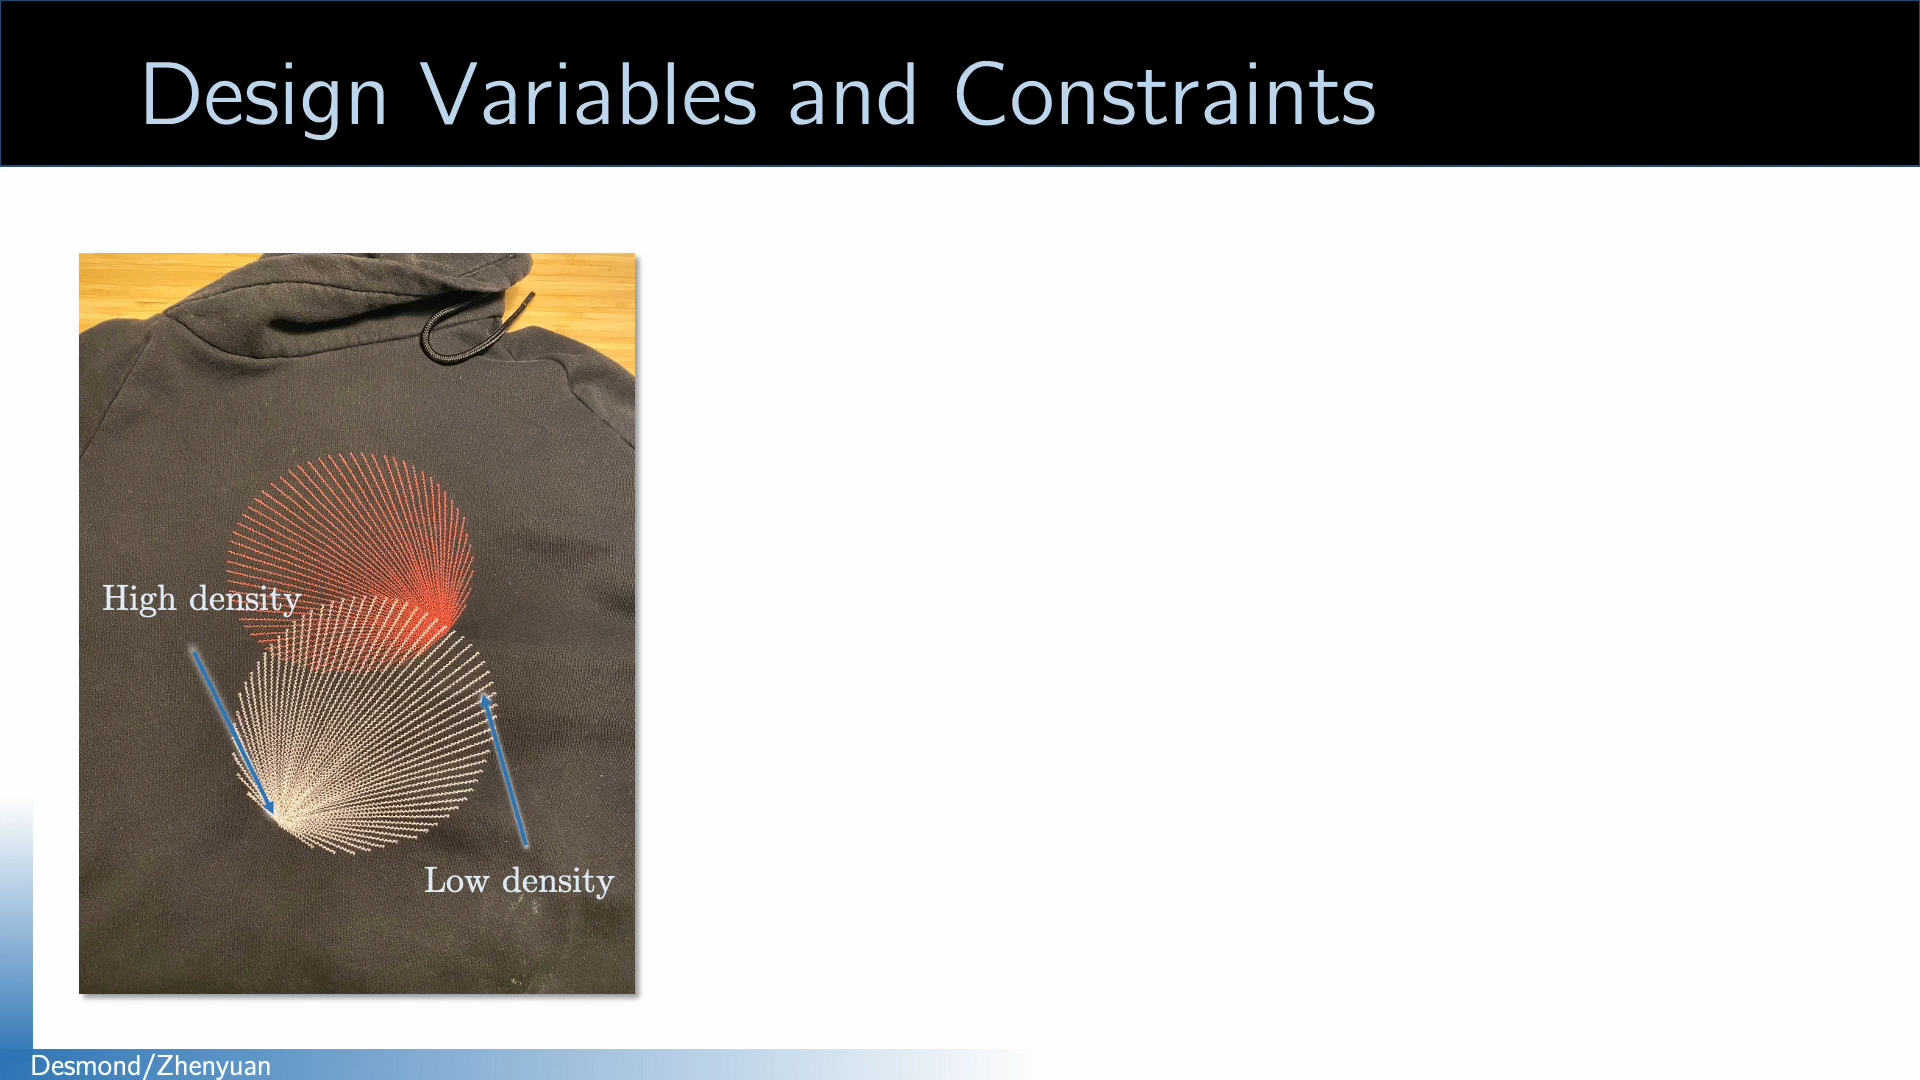 Design Variables and Constraints
High density
Low density
Desmond/Zhenyuan